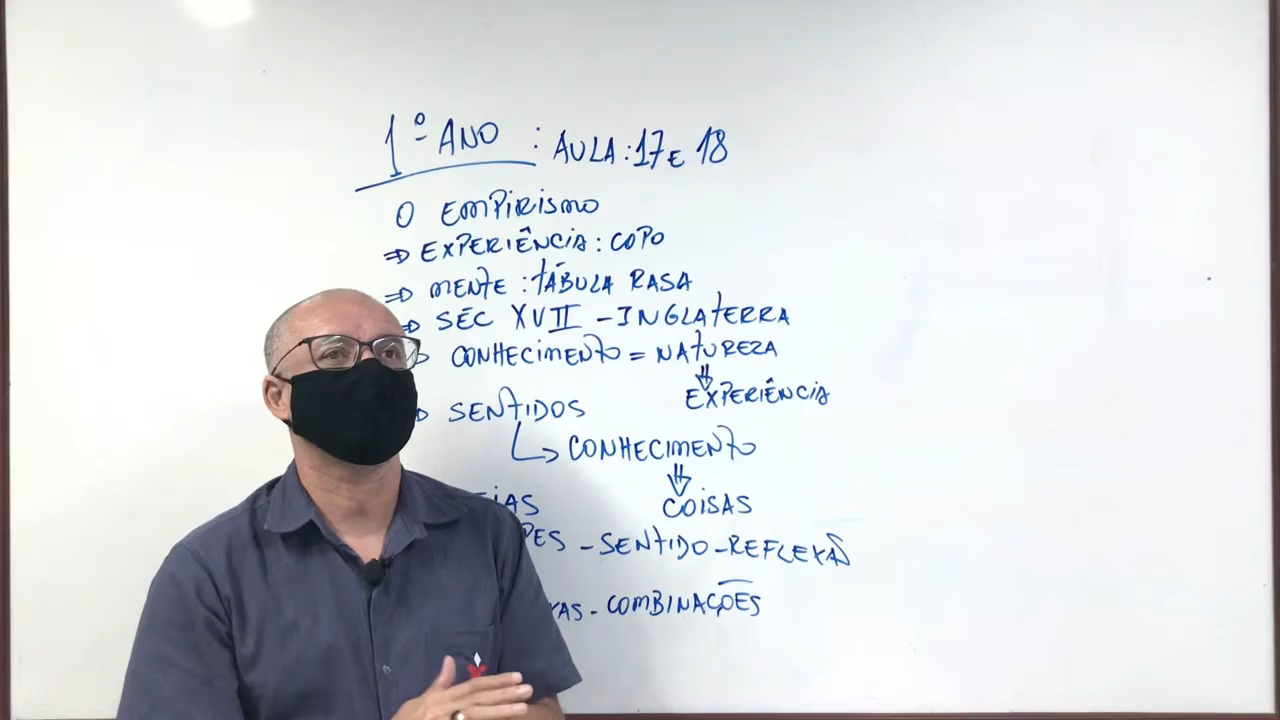 1º ANO : AULA : 17 E 18
O EMPIRISMO
⇒ EXPERIÊNCIA : COPO
⇒ MENTE : TÁBULA RASA
⇒ SÉC XVII - INGLATERRA
CONHECIMENTO = NATUREZA
⇓
EXPERIÊNCIA
SENTIDOS
↳ CONHECIMENTO
⇓
COISAS
- SENTIDO - REFLEXÃ
- COMBINAÇÕES